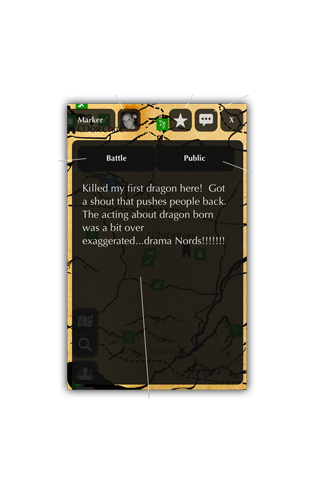 Marker
X
Battle
Public
Killed my first dragon here!  Got
a shout that pushes people back.
The acting about dragon born
was a bit over
exaggerated...drama Nords!!!!!!!